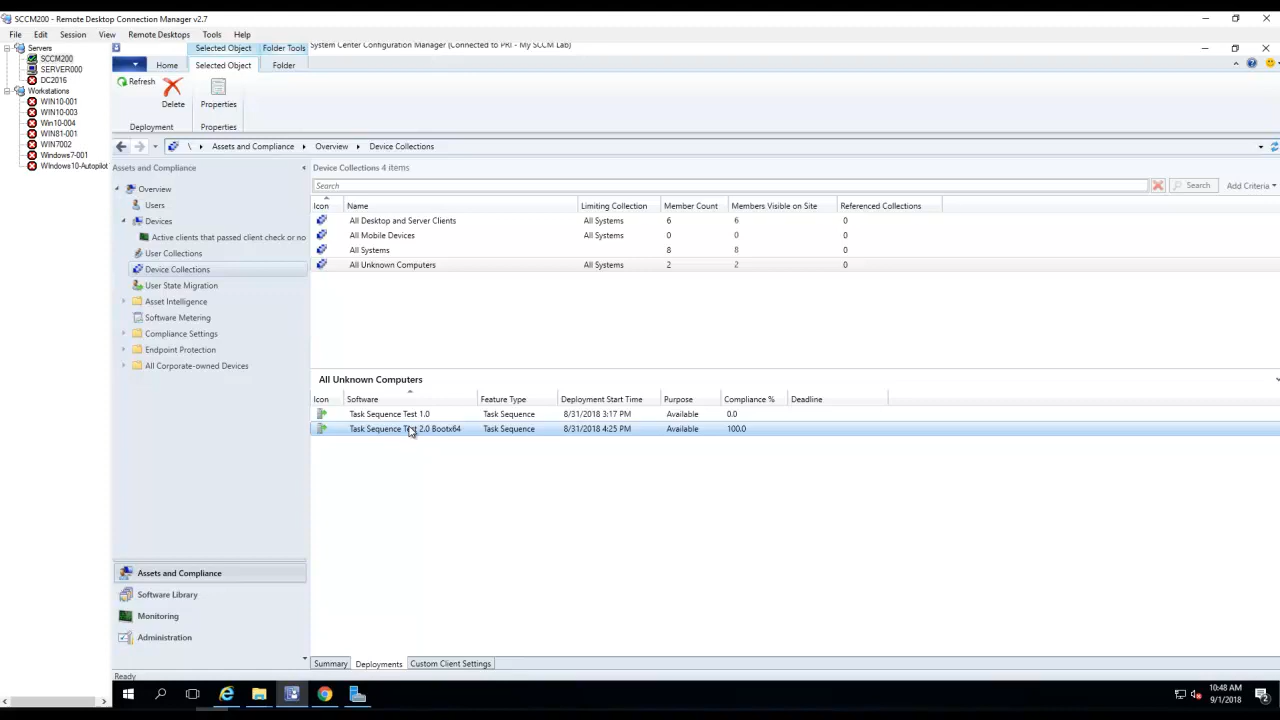 SCCM200 - Remote Desktop Connection Manager v2.7
File Edit Session View Remote Desktops Tools Help
Servers
SCCM200
SERVER000
DC2016
Workstations
WIN10-001
WIN10-003
Win10-004
WIN81-001
WIN7002
Windows7-001
Windows10-Autopilot
Selected Object Folder Tools System Center Configuration Manager (Connected to PRI - My SCCM Lab)
Home Selected Object Folder
Refresh
Delete
Properties
Deployment Properties
\ Assets and Compliance Overview Device Collections
Assets and Compliance
Overview
Users
Devices
Active clients that passed client check or no
User Collections
Device Collections
User State Migration
Asset Intelligence
Software Metering
Compliance Settings
Endpoint Protection
All Corporate-owned Devices
Assets and Compliance
Software Library
Monitoring
Administration
Device Collections 4 items
Search Search Add Criteria
Icon Name Limiting Collection Member Count Members Visible on Site Referenced Collections
All Desktop and Server Clients All Systems 6 6 0
All Mobile Devices All Systems 0 0 0
All Systems 8 8 0
All Unknown Computers All Systems 2 2 0
All Unknown Computers
Icon Software Feature Type Deployment Start Time Purpose Compliance % Deadline
Task Sequence Test 1.0 Task Sequence 8/31/2018 3:17 PM Available 0.0
Task Sequence Test 2.0 Bootx64 Task Sequence 8/31/2018 4:25 PM Available 100.0
Summary Deployments Custom Client Settings
Ready
10:48 AM
9/1/2018
2